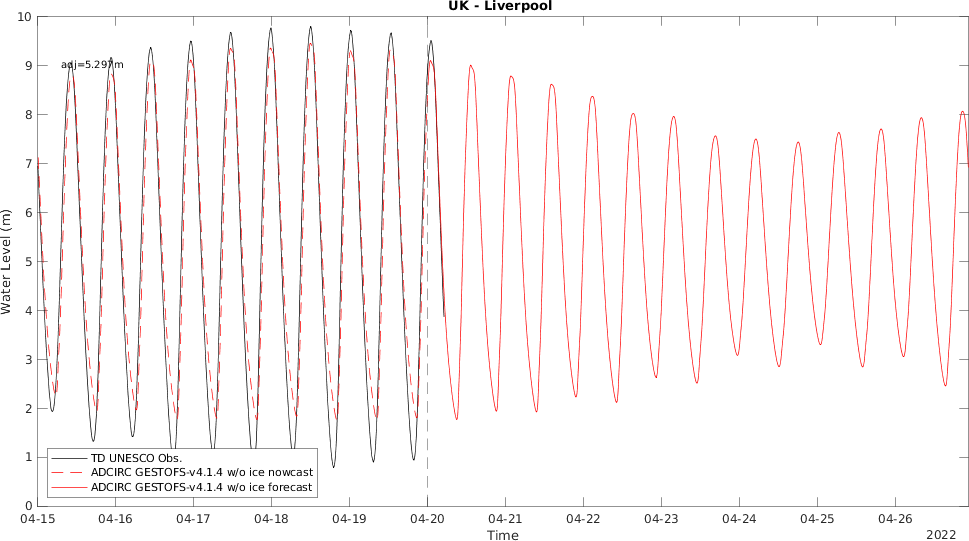 UK - Liverpool
10
9
8
7
6
5
4
3
2
1
0
Water Level (m)
adj=5.297m
TD UNESCO Obs.
ADCIRC GESTOFS-v4.1.4 w/o ice nowcast
ADCIRC GESTOFS-v4.1.4 w/o ice forecast
04-15 04-16 04-17 04-18 04-19 04-20 04-21 04-22 04-23 04-24 04-25 04-26
Time
2022